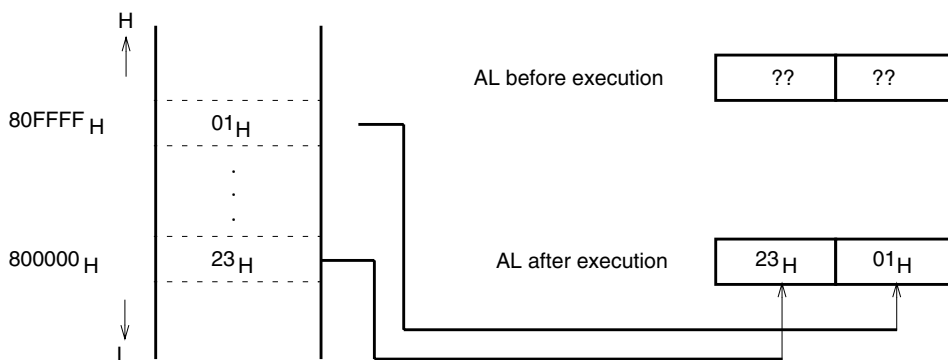 H
AL before execution ?? ??
80FFFF H 01 H
.
.
.
800000 H 23 H AL after execution 23 H 01 H
L